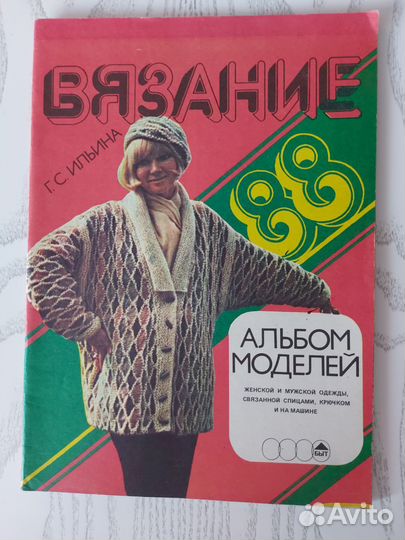 ВЯЗАНИЕ
Г. С. ИЛЬИНА
88
АЛЬБОМ
МОДЕЛЕЙ
ЖЕНСКОЙ И МУЖСКОЙ ОДЕЖДЫ,
СВЯЗАННОЙ СПИЦАМИ, КРЮЧКОМ
И НА МАШИНЕ
БЫТ
Avito